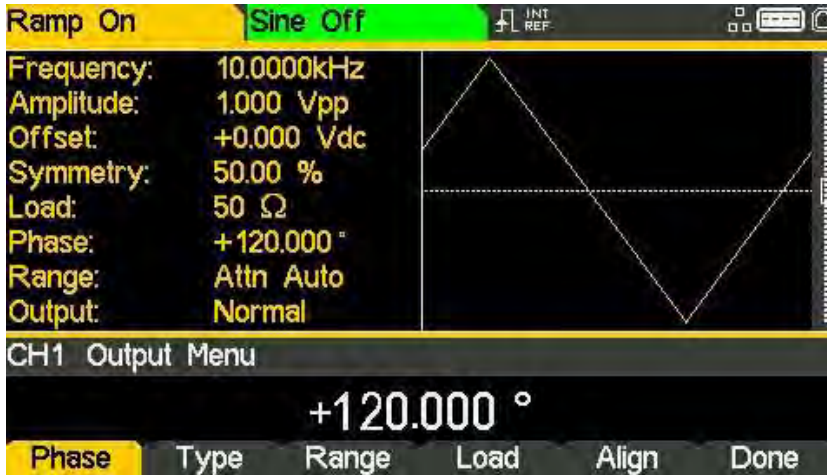 Ramp On
Sine Off
INT
REF
Frequency: 10.0000kHz
Amplitude: 1.000 Vpp
Offset: +0.000 Vdc
Symmetry: 50.00 %
Load: 50 Ω
Phase: +120.000 °
Range: Attn Auto
Output: Normal
CH1 Output Menu
+120.000 °
Phase Type Range Load Align Done